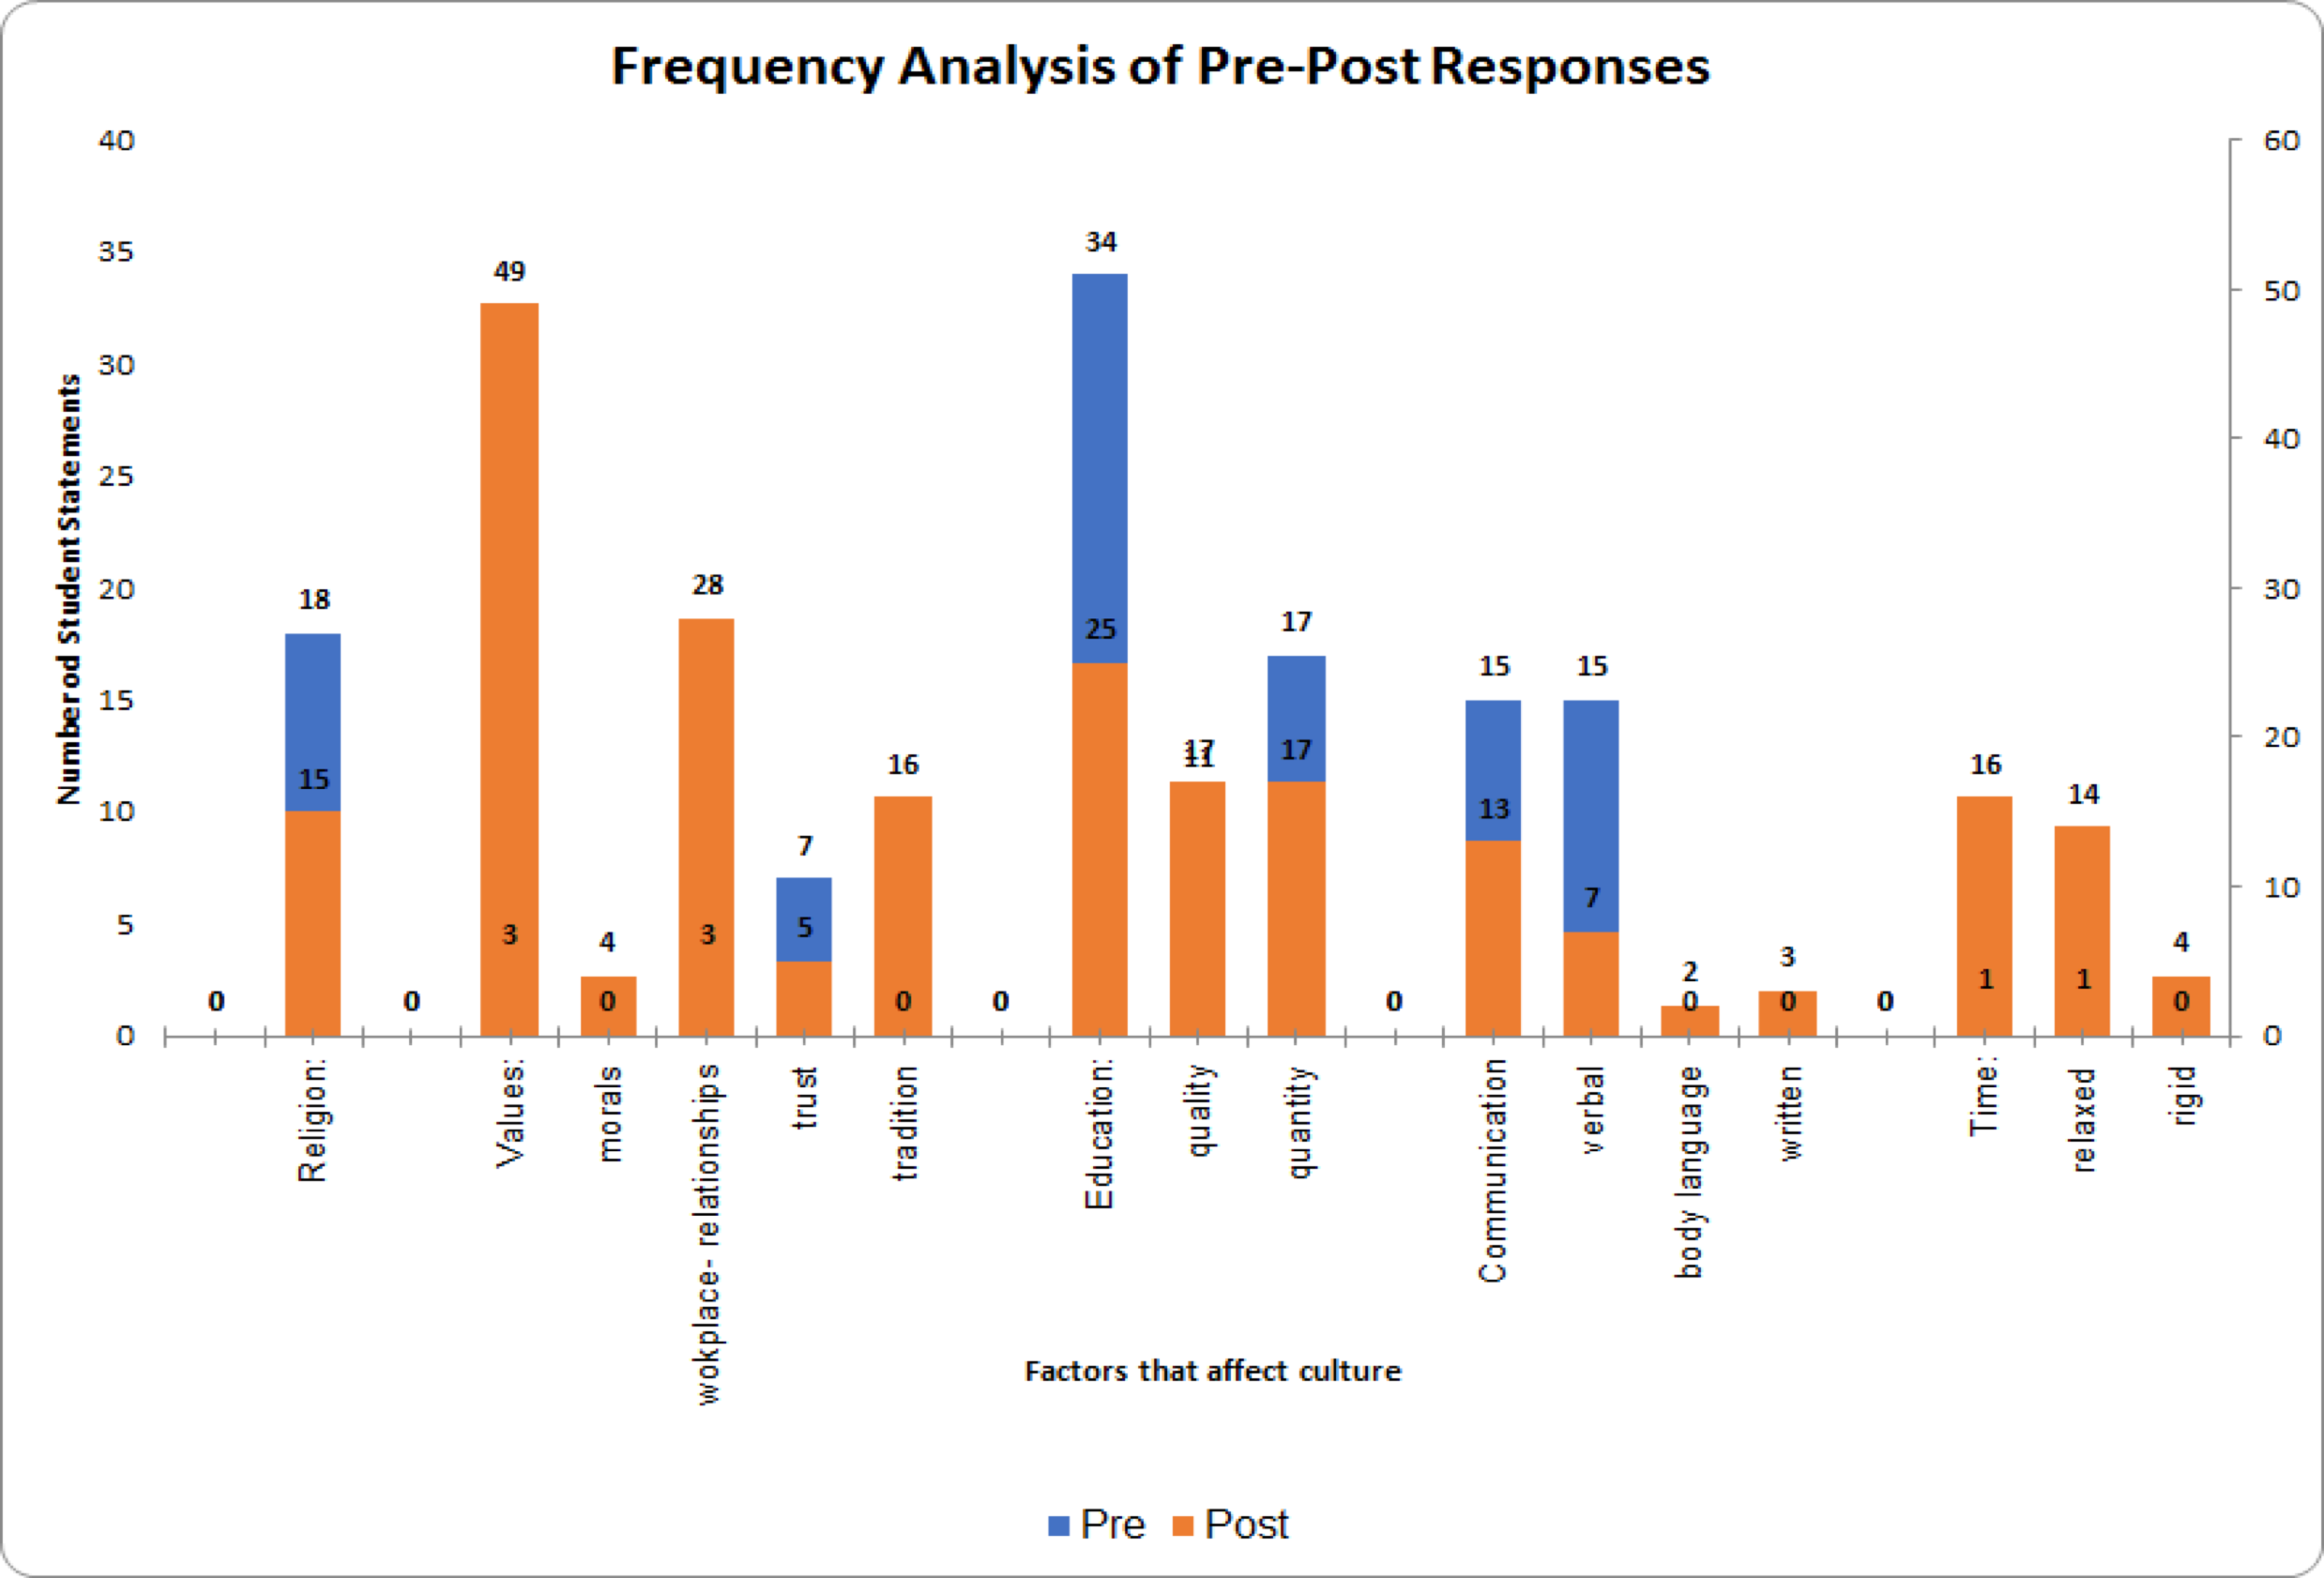 Frequency Analysis of Pre-Post Responses
40
35
30
25
20
15
10
5
0
Numberod Student Statements
60
50
40
30
20
10
0
0
18
15
0
49
3
4
0
28
3
7
5
16
0
0
34
25
17
11
17
17
0
15
13
15
7
2
0
3
0
0
16
1
14
1
4
0
Religion:
Values:
morals
wokplace- relationships
trust
tradition
Education:
quality
quantity
Communication
verbal
body language
written
Time:
relaxed
rigid
Factors that affect culture
Pre
Post